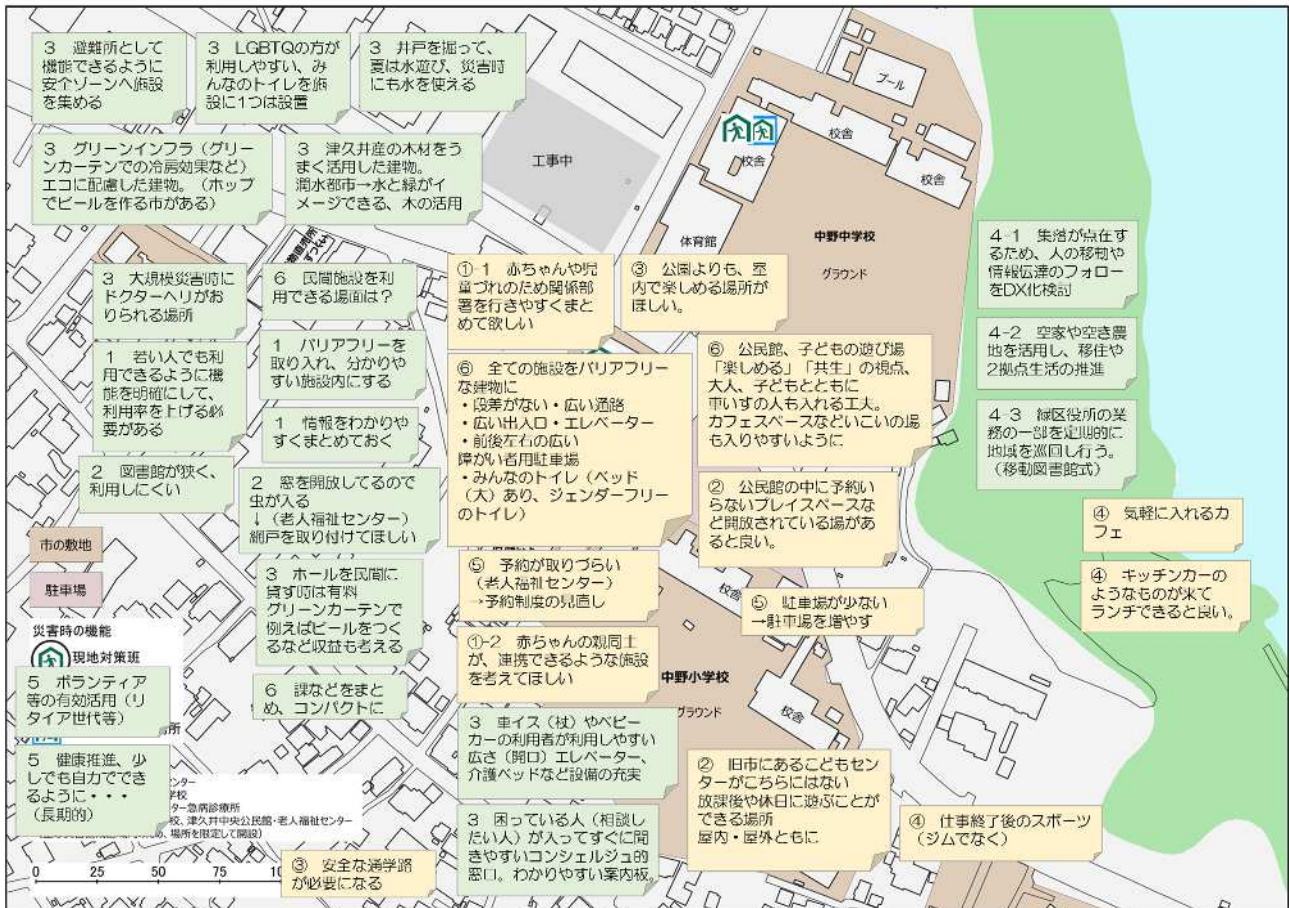 3 避難所として
機能できるように
安全ゾーンへ施設
を集める
3 LGBTQの方が
利用しやすい、み
んなのトイレを施
設に1つは設置
3 井戸を掘って、
夏は水遊び、災害時
にも水を使える
3 グリーンインフラ（グリー
ンカーテンでの冷房効果など）
エコに配慮した建物。（ホップ
でビールを作る市がある）
3 津久井産の木材をう
まく活用した建物。
潤水都市→水と緑がイ
メージできる、木の活用
工事中
プール
校舎
校舎
校舎
体育館
中野中学校
グラウンド
3 大規模災害時に
ドクターヘリがお
りられる場所
6 民間施設を利
用できる場面は？
①-1 赤ちゃんや児
童づれのため関係部
署を行きやすくまと
めて欲しい
③ 公園よりも、室
内で楽しめる場所が
ほしい。
4-1 集落が点在す
るため、人の移動や
情報伝達のフォロー
をDX化検討
1 若い人でも利
用できるように機
能を明確にして、
利用率を上げる必
要がある
1 バリアフリーを
取り入れ、分かりや
すい施設内にする
⑥ 全ての施設をバリアフリー
な建物に
・段差がない・広い通路
・広い出入口・エレベーター
・前後左右の広い
障がい者用駐車場
・みんなのトイレ（ベッド
（大）あり、ジェンダーフリー
のトイレ）
⑥ 公民館、子どもの遊び場
「楽しめる」「共生」の視点、
大人、子どもとともに
車いすの人も入れる工夫。
カフェスペースなどいこいの場
も入りやすいように
4-2 空家や空き農
地を活用し、移住や
2拠点生活の推進
1 情報をわかりや
すくまとめておく
4-3 緑区役所の業
務の一部を定期的に
地域を巡回し行う。
（移動図書館式）
2 図書館が狭く、
利用しにくい
2 窓を開放してるので
虫が入る
↓（老人福祉センター）
網戸を取り付けてほしい
② 公民館の中に予約い
らないプレイスペースな
ど開放されている場があ
ると良い。
④ 気軽に入れるカ
フェ
市の敷地
駐車場
3 ホールを民間に
貸す時は有料
グリーンカーテンで
例えばビールをつく
るなど収益も考える
⑤ 予約が取りづらい
（老人福祉センター）
→予約制度の見直し
校舎
⑤ 駐車場が少ない
→駐車場を増やす
④ キッチンカーの
ようなものが来て
ランチできると良い。
災害時の機能
現地対策班
①-2 赤ちゃんの親同士
が、連携できるような施設
を考えてほしい
中野小学校
グラウンド
校舎
5 ボランティア
等の有効活用（リ
タイア世代等）
6 課などをまと
め、コンパクトに
3 車イス（杖）やベビー
カーの利用者が利用しやすい
広さ（開口）エレベーター、
介護ベッドなど設備の充実
5 健康推進、少
しでも自力でできる
ように・・・
（長期的）
ンター
学校
ター急病診療所
校、津久井中央公民館・老人福祉センター
、場所を限定して開設）
② 旧市にあるこどもセン
ターがこちらにはない
放課後や休日に遊ぶことが
できる場所
屋内・屋外ともに
3 困っている人（相談し
たい人）が入ってすぐに聞
きやすいコンシェルジュ的
窓口。わかりやすい案内板。
④ 仕事終了後のスポーツ
（ジムでなく）
③ 安全な通学路
が必要になる
0 25 50 75